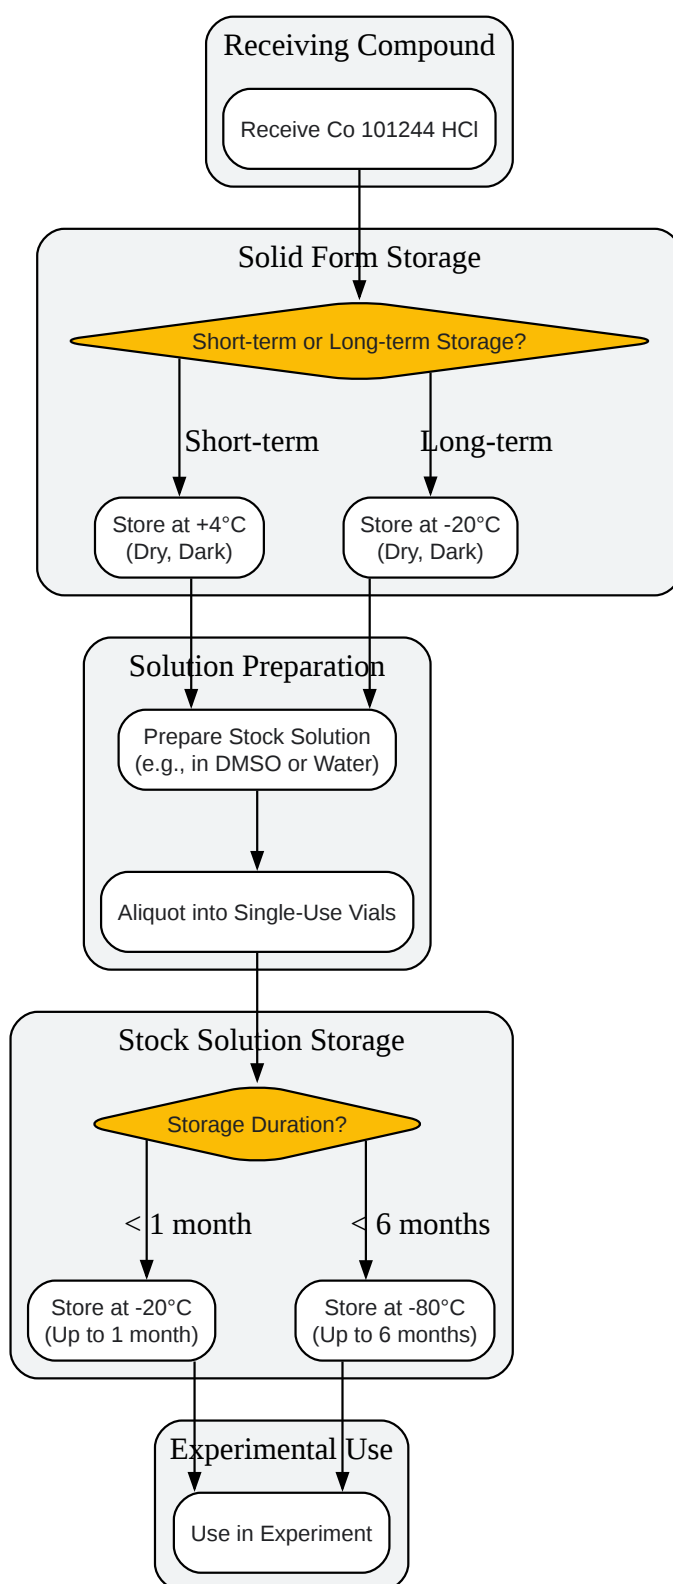 Receiving Compound
Receive Co 101244 HCl
Solid Form Storage
Short-term or Long-term Storage?
Short-term
Long-term
Store at +4°C
(Dry, Dark)
Store at -20°C
(Dry, Dark)
Solution Preparation
Prepare Stock Solution
(e.g., in DMSO or Water)
Aliquot into Single-Use Vials
Stock Solution Storage
Storage Duration?
< 1 month
< 6 months
Store at -20°C
(Up to 1 month)
Store at -80°C
(Up to 6 months)
Experimental Use
Use in Experiment